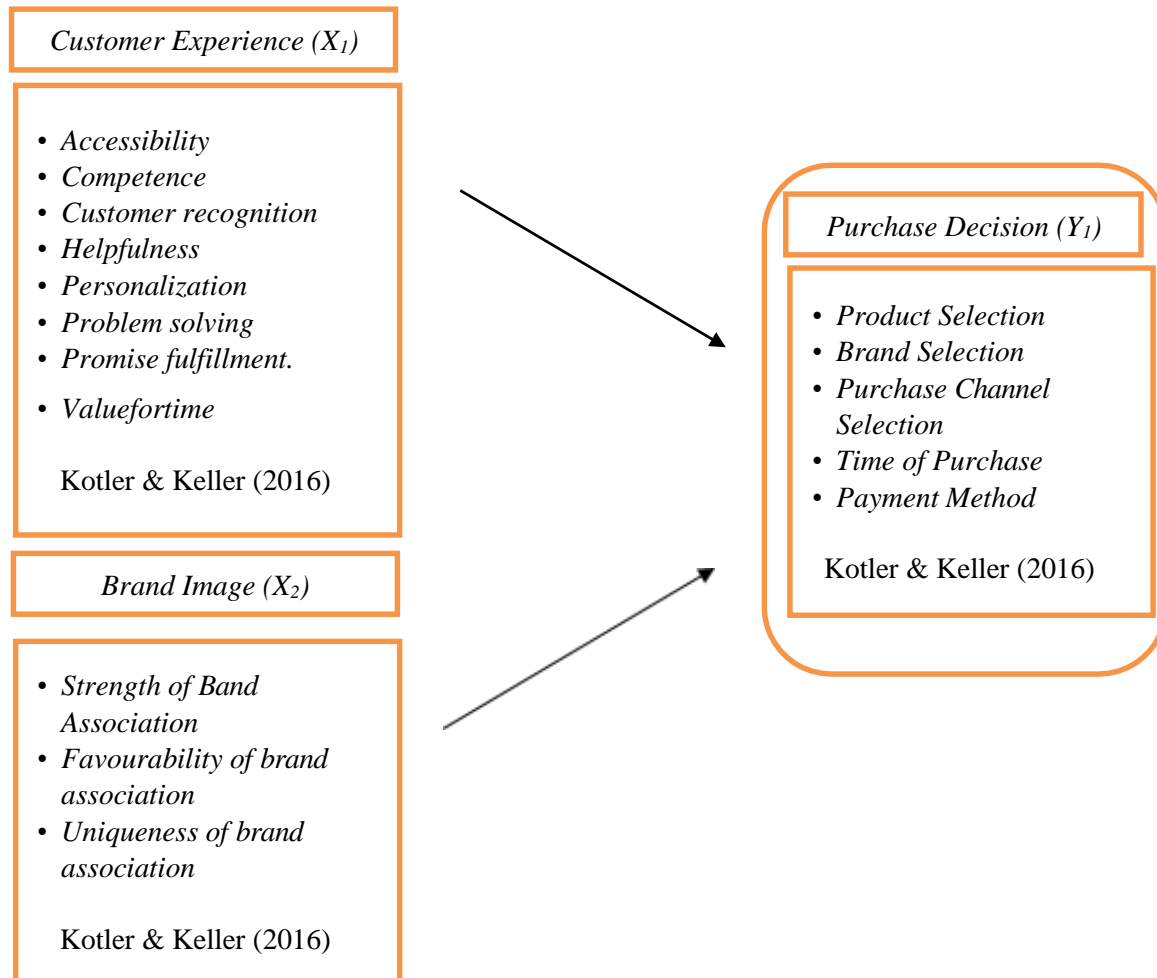 Customer Experience (X₁)
• Accessibility
• Competence
• Customer recognition
• Helpfulness
• Personalization
• Problem solving
• Promise fulfillment.
• Valuefortime
Kotler & Keller (2016)
Brand Image (X₂)
• Strength of Band
Association
• Favourability of brand
association
• Uniqueness of brand
association
Kotler & Keller (2016)
Purchase Decision (Y₁)
• Product Selection
• Brand Selection
• Purchase Channel
Selection
• Time of Purchase
• Payment Method
Kotler & Keller (2016)